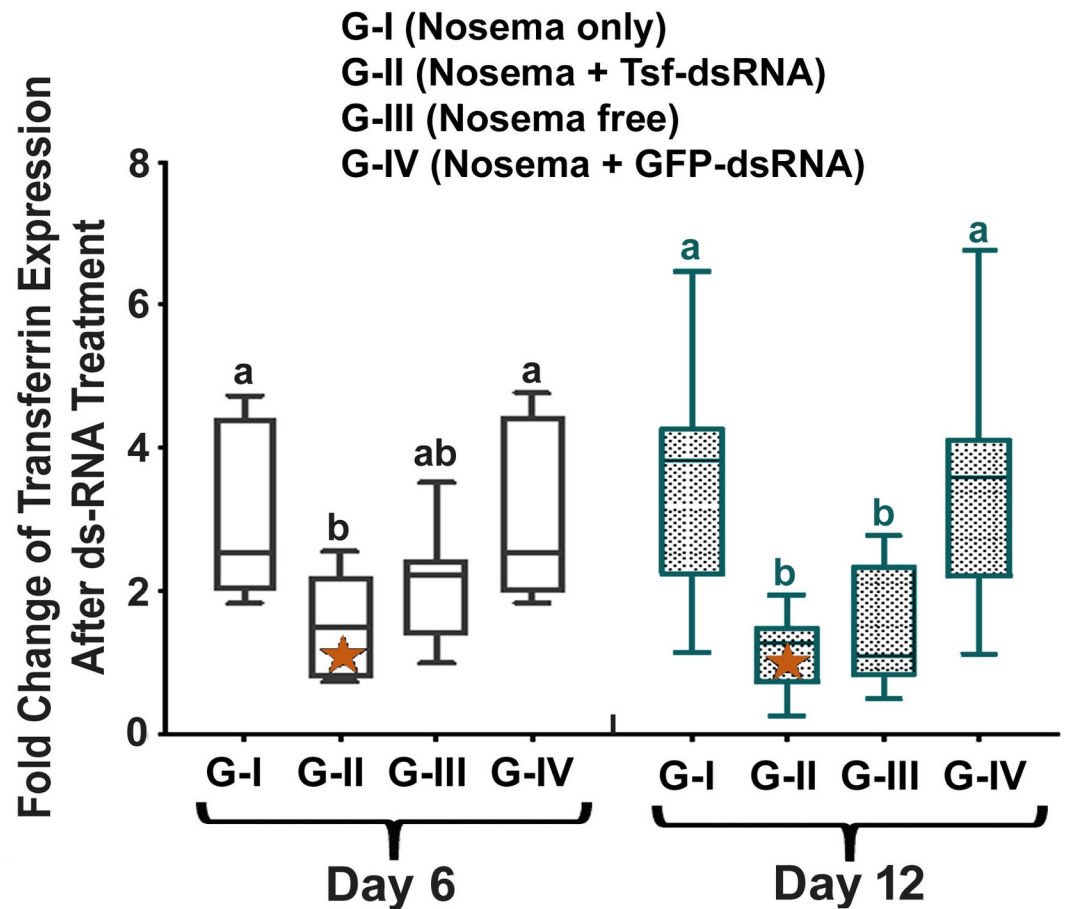 G-I (Nosema only)
G-II (Nosema + Tsf-dsRNA)
G-III (Nosema free)
G-IV (Nosema + GFP-dsRNA)
Fold Change of Transferrin Expression
After ds-RNA Treatment
8
6
4
2
0
a
b
ab
a
a
b
b
a
G-I G-II G-III G-IV
G-I G-II G-III G-IV
Day 6
Day 12